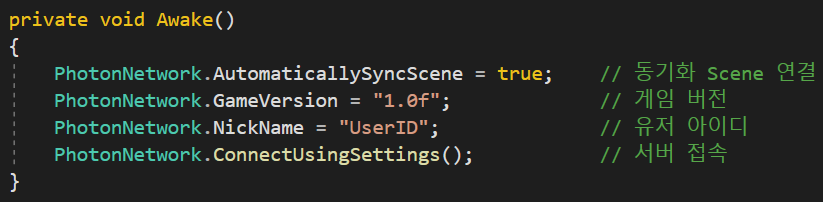 private void Awake()
{
PhotonNetwork.AutomaticallySyncScene = true; // 동기화 Scene 연결
PhotonNetwork.GameVersion = "1.0f"; // 게임 버전
PhotonNetwork.NickName = "UserID"; // 유저 아이디
PhotonNetwork.ConnectUsingSettings(); // 서버 접속
}